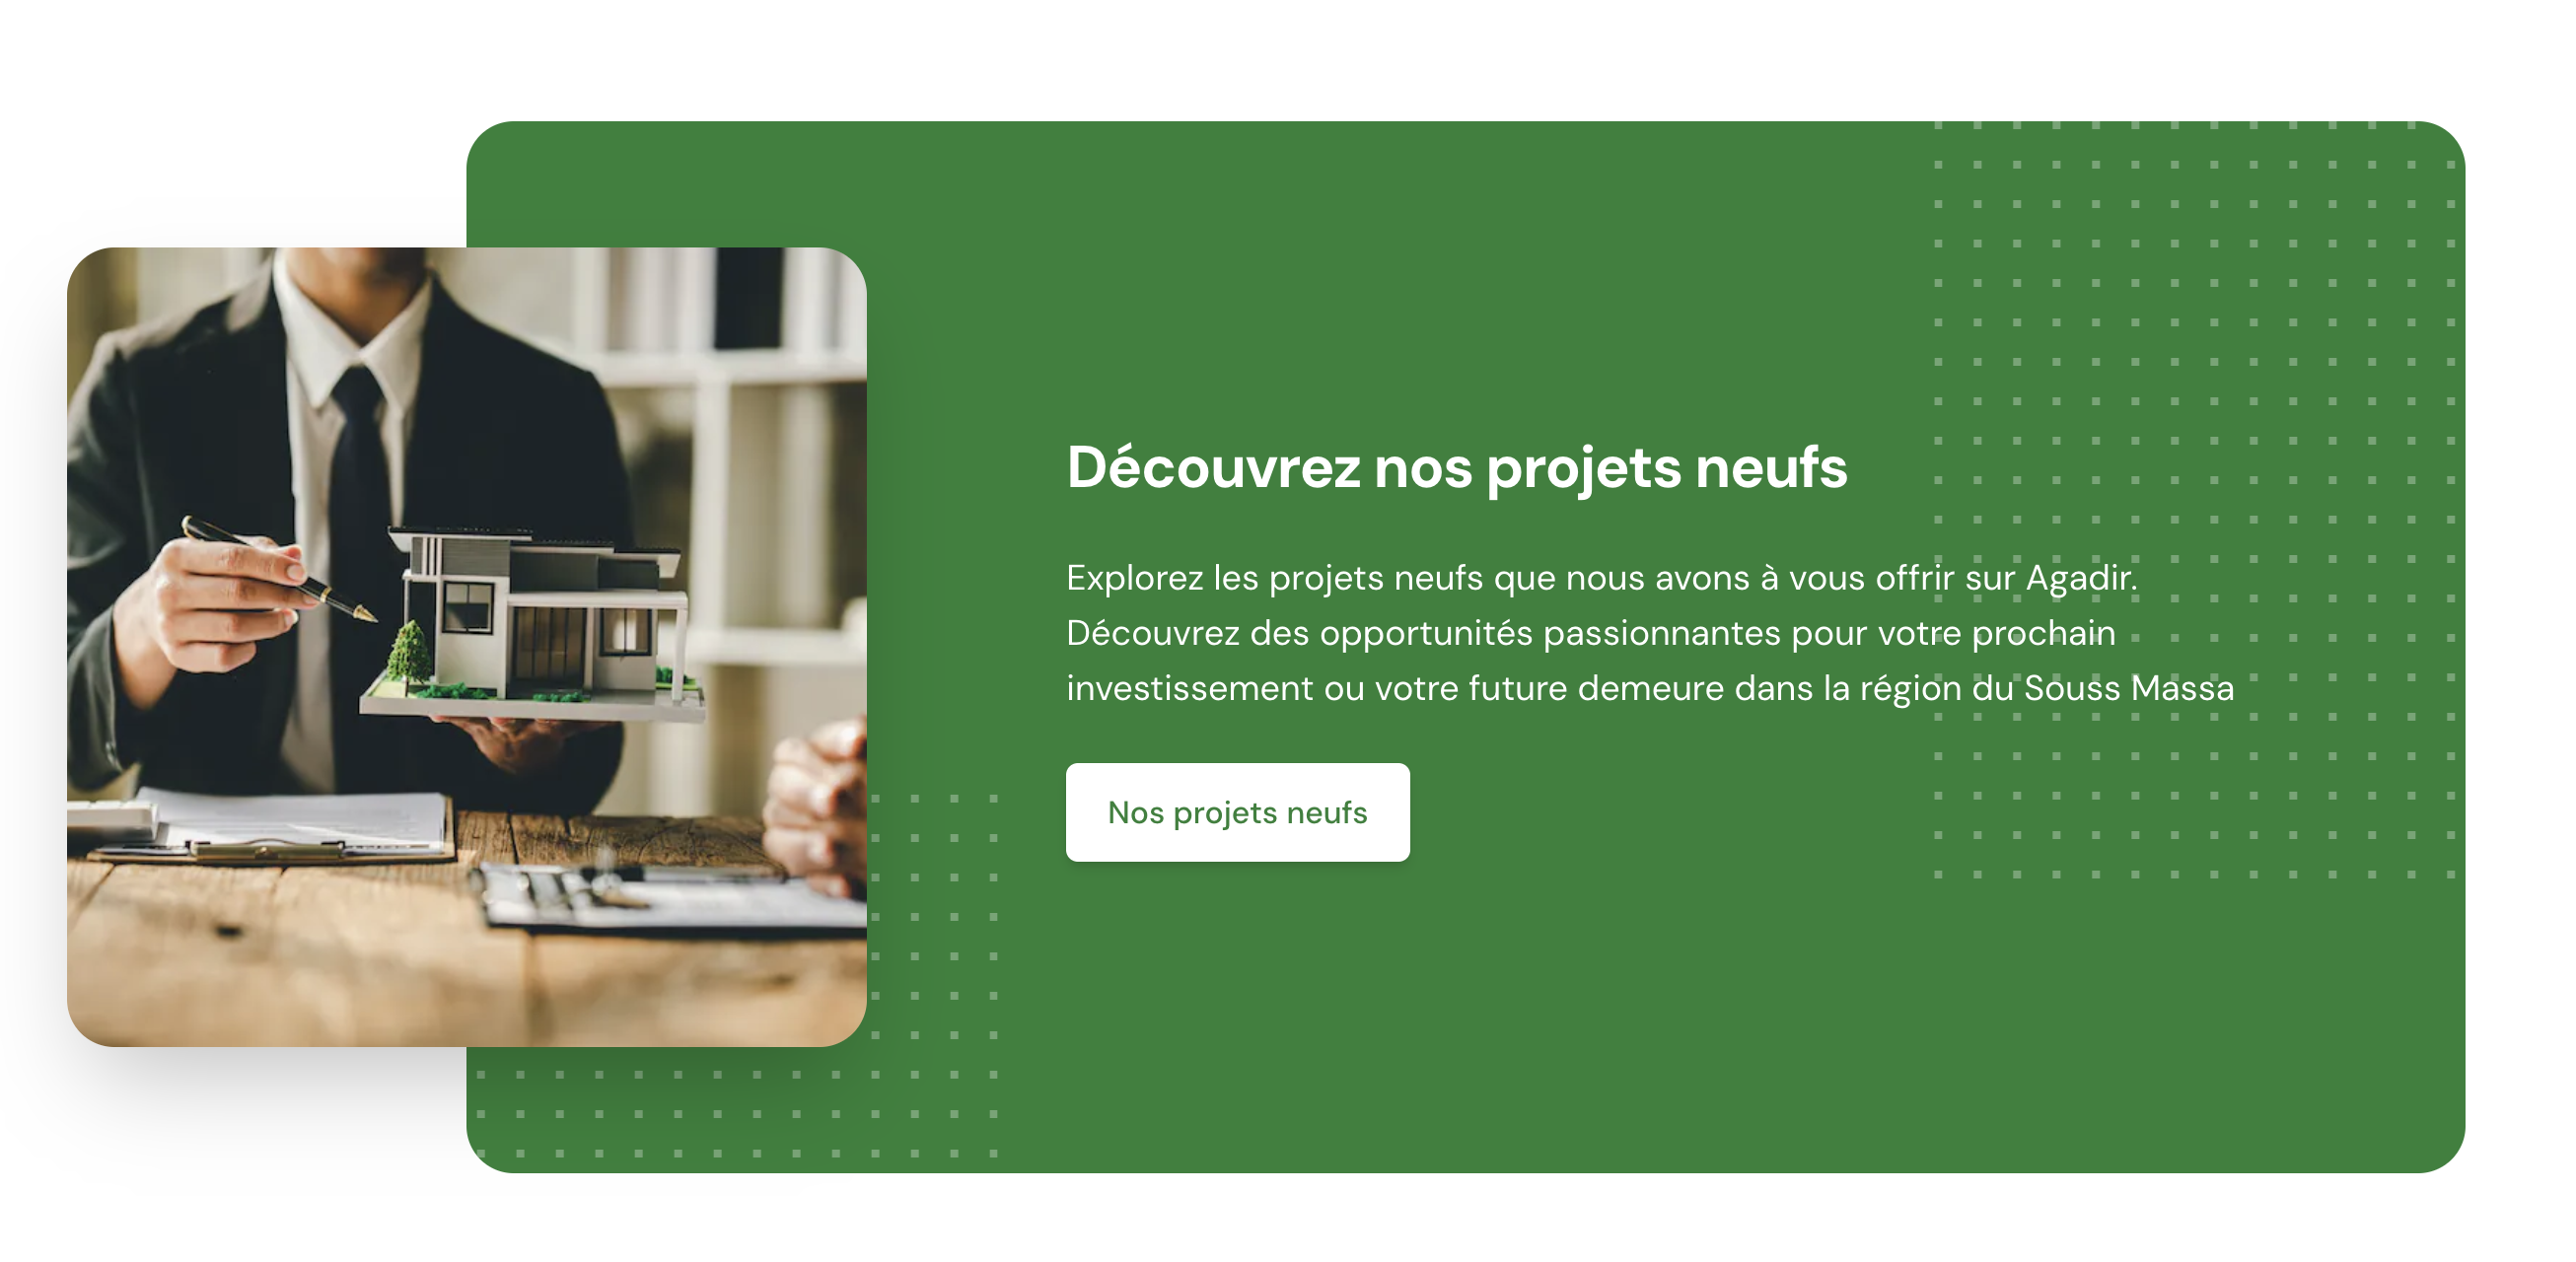 Découvrez nos projets neufs
Explorez les projets neufs que nous avons à vous offrir sur Agadir.
Découvrez des opportunités passionnantes pour votre prochain
investissement ou votre future demeure dans la région du Souss Massa
Nos projets neufs